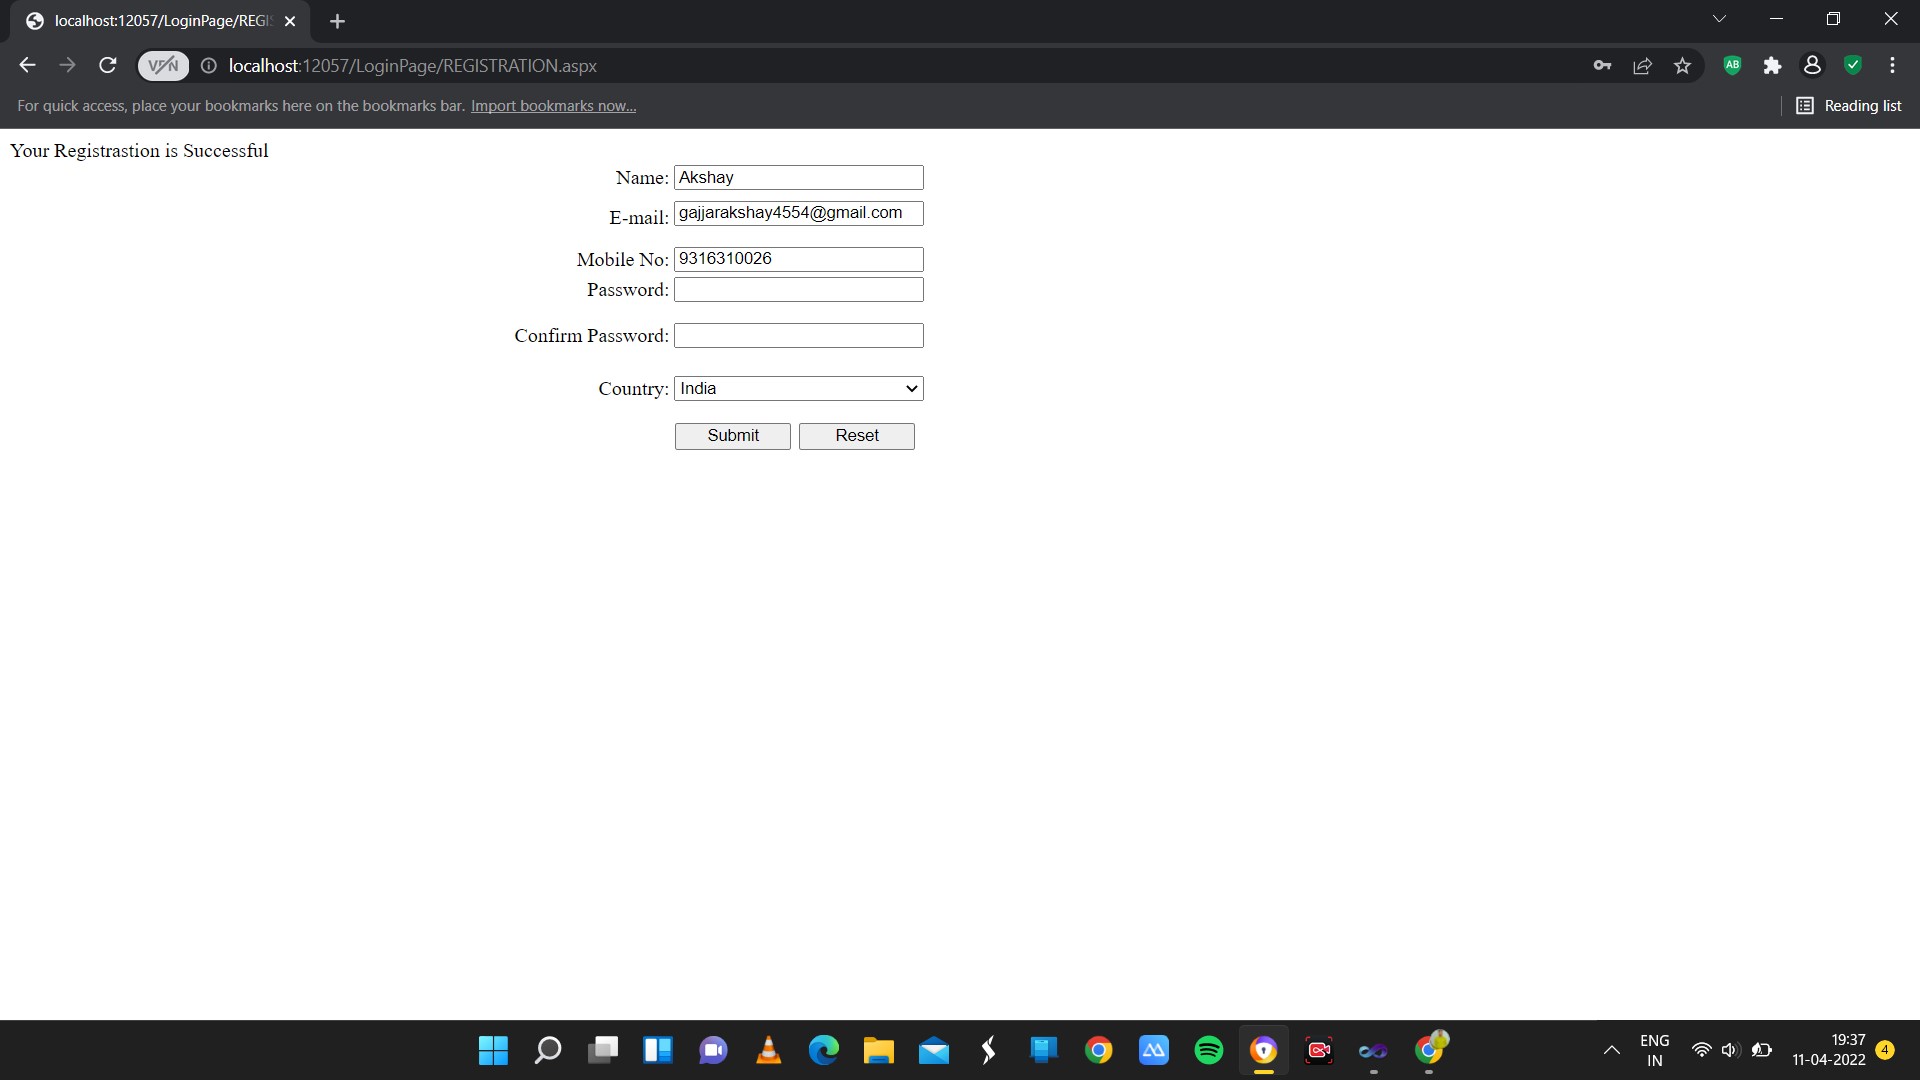 localhost:12057/LoginPage/REGIS
VPN localhost:12057/LoginPage/REGISTRATION.aspx
AB
For quick access, place your bookmarks here on the bookmarks bar. Import bookmarks now...
Reading list
Your Registrastion is Successful
Name: Akshay
E-mail: gajjarakshay4554@gmail.com
Mobile No: 9316310026
Password:
Confirm Password:
Country: India
Submit Reset
ENG
IN
19:37
11-04-2022
4